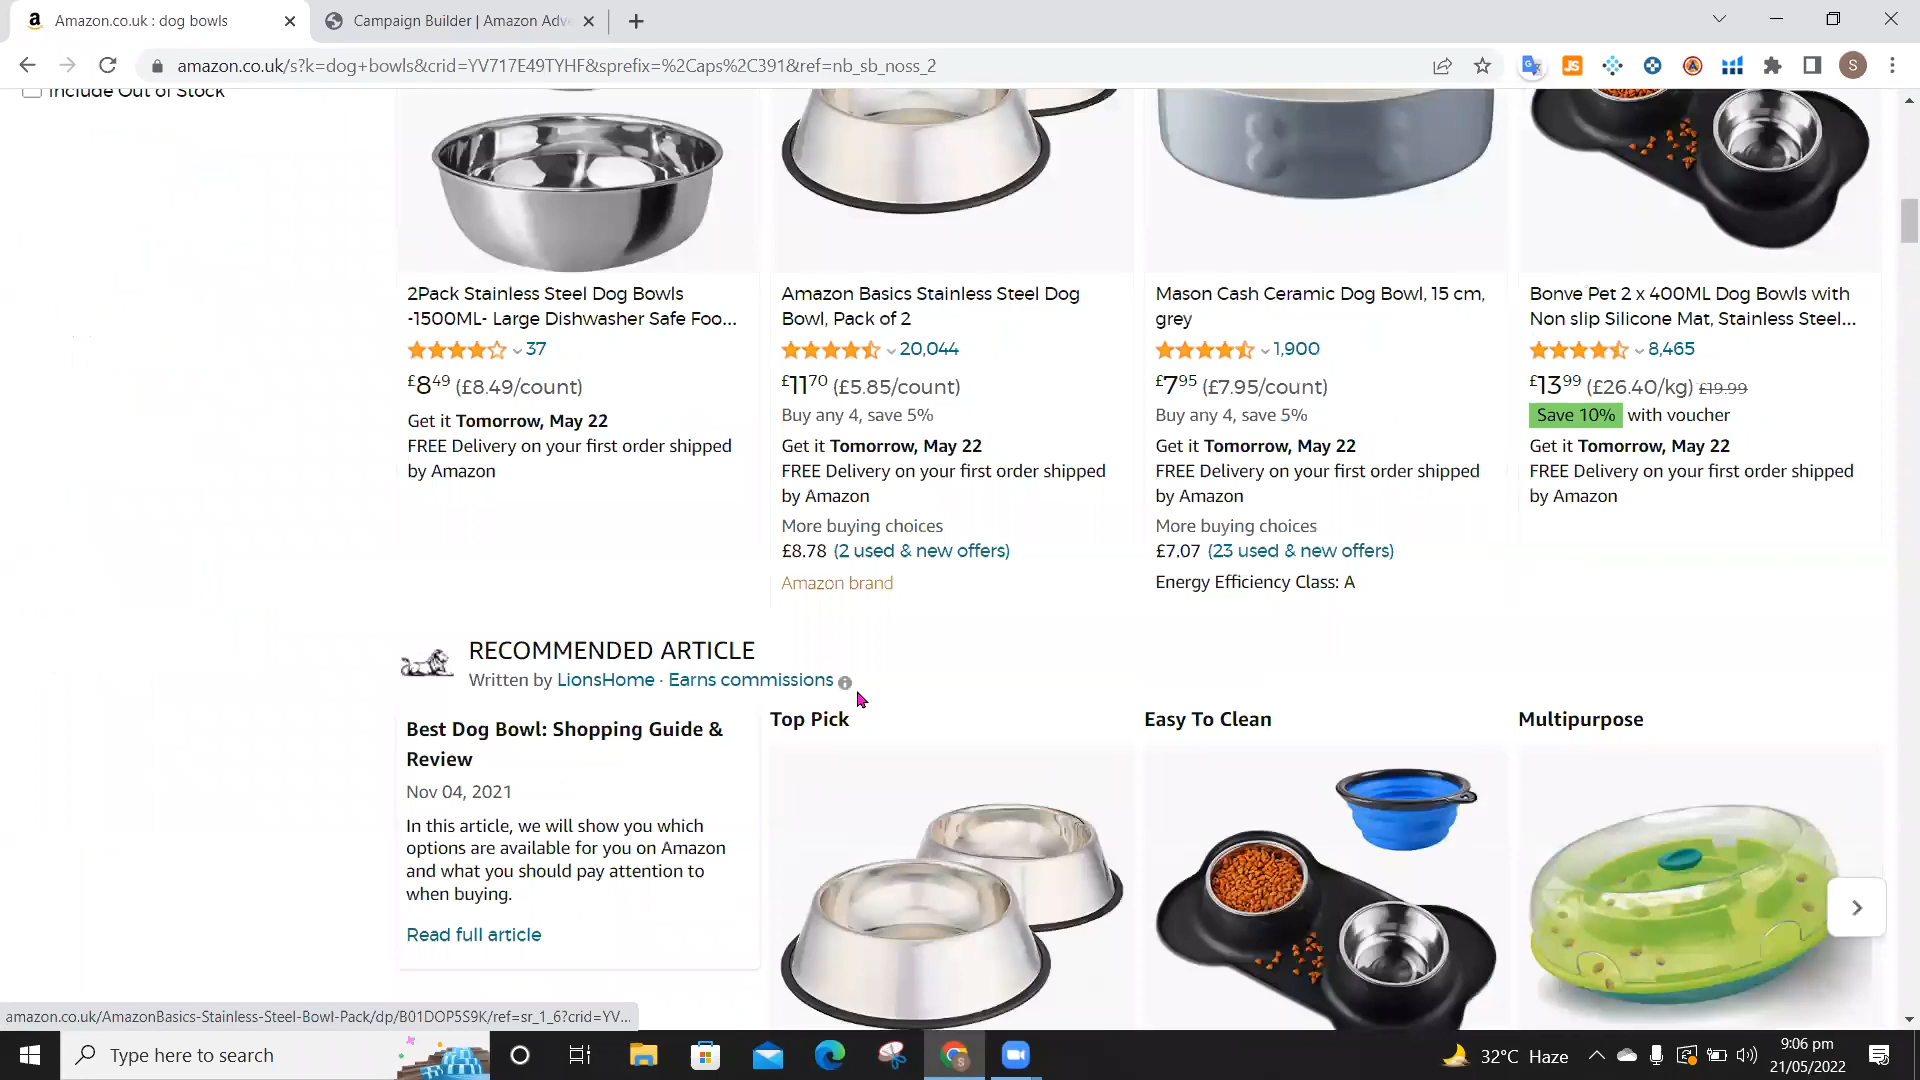 Amazon.co.uk : dog bowls
Campaign Builder | Amazon Adve
amazon.co.uk/s?k=dog+bowls&crid=YV717E49TYHF&sprefix=%2Caps%2C391&ref=nb_sb_noss_2
S
Include Out of Stock
2Pack Stainless Steel Dog Bowls
-1500ML- Large Dishwasher Safe Foo...
37
£8⁴⁹ (£8.49/count)
Get it Tomorrow, May 22
FREE Delivery on your first order shipped
by Amazon
Amazon Basics Stainless Steel Dog
Bowl, Pack of 2
20,044
£11⁷⁰ (£5.85/count)
Buy any 4, save 5%
Get it Tomorrow, May 22
FREE Delivery on your first order shipped
by Amazon
More buying choices
£8.78 (2 used & new offers)
Amazon brand
Mason Cash Ceramic Dog Bowl, 15 cm,
grey
1,900
£7⁹⁵ (£7.95/count)
Buy any 4, save 5%
Get it Tomorrow, May 22
FREE Delivery on your first order shipped
by Amazon
More buying choices
£7.07 (23 used & new offers)
Energy Efficiency Class: A
Bonve Pet 2 x 400ML Dog Bowls with
Non slip Silicone Mat, Stainless Steel...
8,465
£13⁹⁹ (£26.40/kg) £19.99
Save 10% with voucher
Get it Tomorrow, May 22
FREE Delivery on your first order shipped
by Amazon
RECOMMENDED ARTICLE
Written by LionsHome · Earns commissions
Best Dog Bowl: Shopping Guide &
Review
Nov 04, 2021
In this article, we will show you which
options are available for you on Amazon
and what you should pay attention to
when buying.
Read full article
Top Pick
Easy To Clean
Multipurpose
amazon.co.uk/AmazonBasics-Stainless-Steel-Bowl-Pack/dp/B01DOP5S9K/ref=sr_1_6?crid=YV...
Type here to search
32°C Haze
9:06 pm
21/05/2022